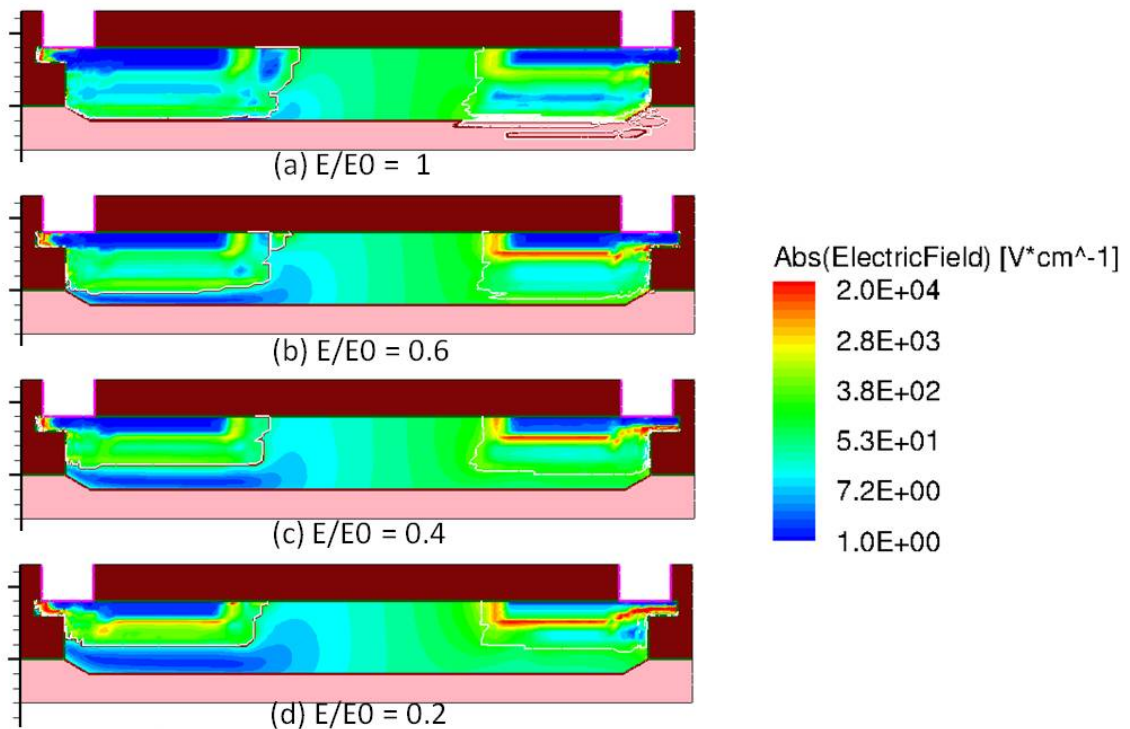 (a) E/E0 = 1
(b) E/E0 = 0.6
Abs(ElectricField) [V*cm^-1]
2.0E+04
2.8E+03
3.8E+02
5.3E+01
7.2E+00
1.0E+00
(c) E/E0 = 0.4
(d) E/E0 = 0.2